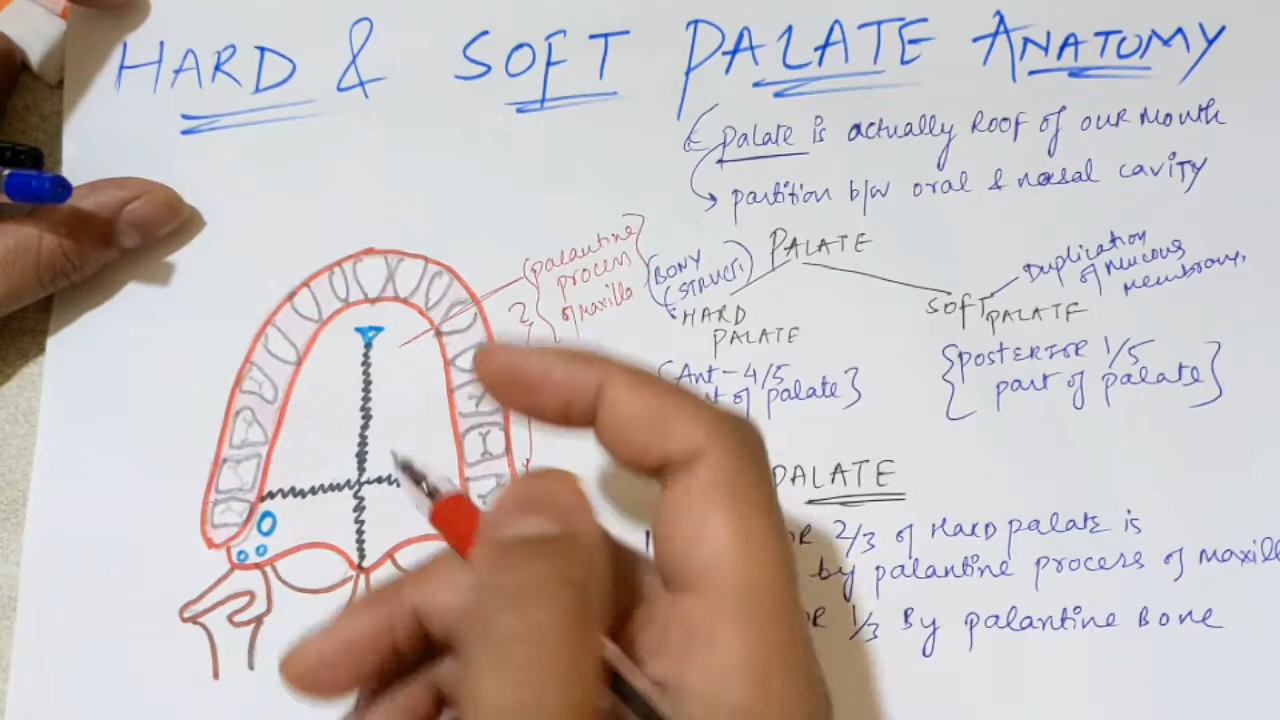 HARD & SOFT PALATE ANATOMY
palate is actually ROOF of our mouth
partition b/w oral & nasal cavity
PALATE
(BONY
(STRUCT)
HARD
PALATE
{Ant - 4/5
of palate}
SOFT
PALATE
Duplication
of mucous
membrane,
{POSTERIOR 1/5
part of palate}
2
{palantine
process
of maxilla
PALATE
2/3 of HARD palate is
by palantine process of maxill
1/3 By palantine Bone